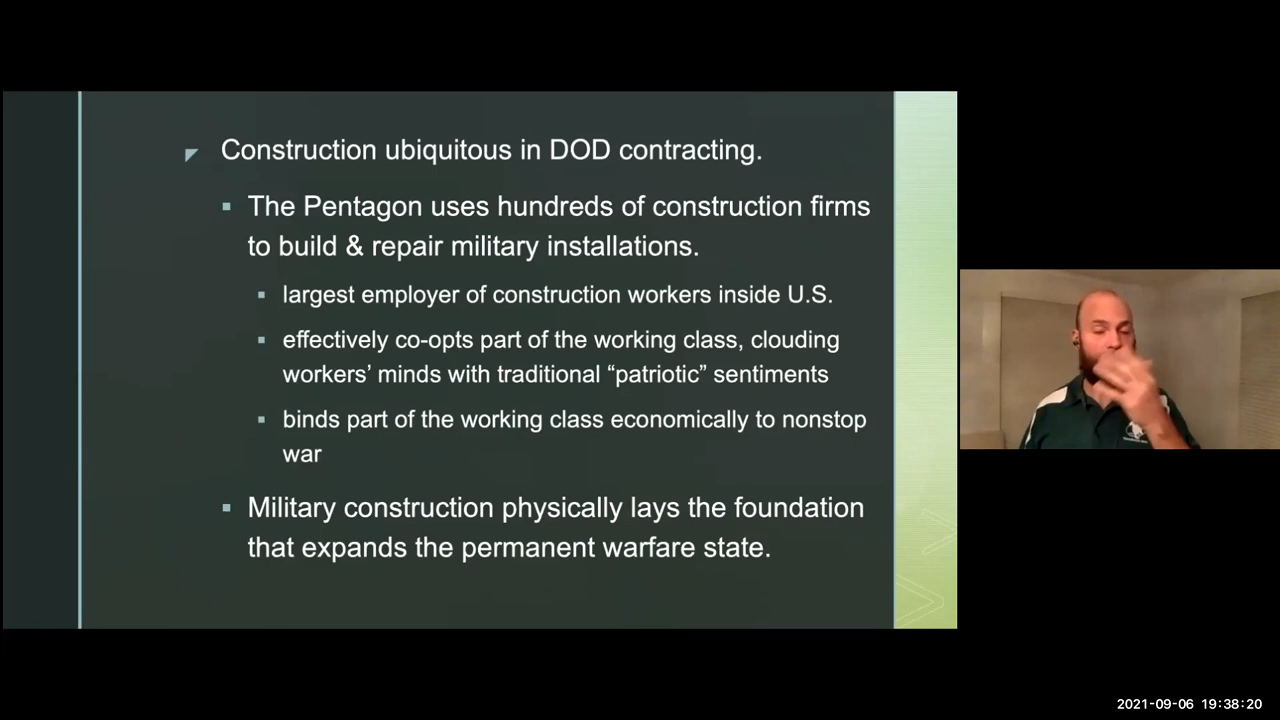 Construction ubiquitous in DOD contracting.
The Pentagon uses hundreds of construction firms
to build & repair military installations.
largest employer of construction workers inside U.S.
effectively co-opts part of the working class, clouding
workers’ minds with traditional “patriotic” sentiments
binds part of the working class economically to nonstop
war
Military construction physically lays the foundation
that expands the permanent warfare state.
2021-09-06 19:38:20